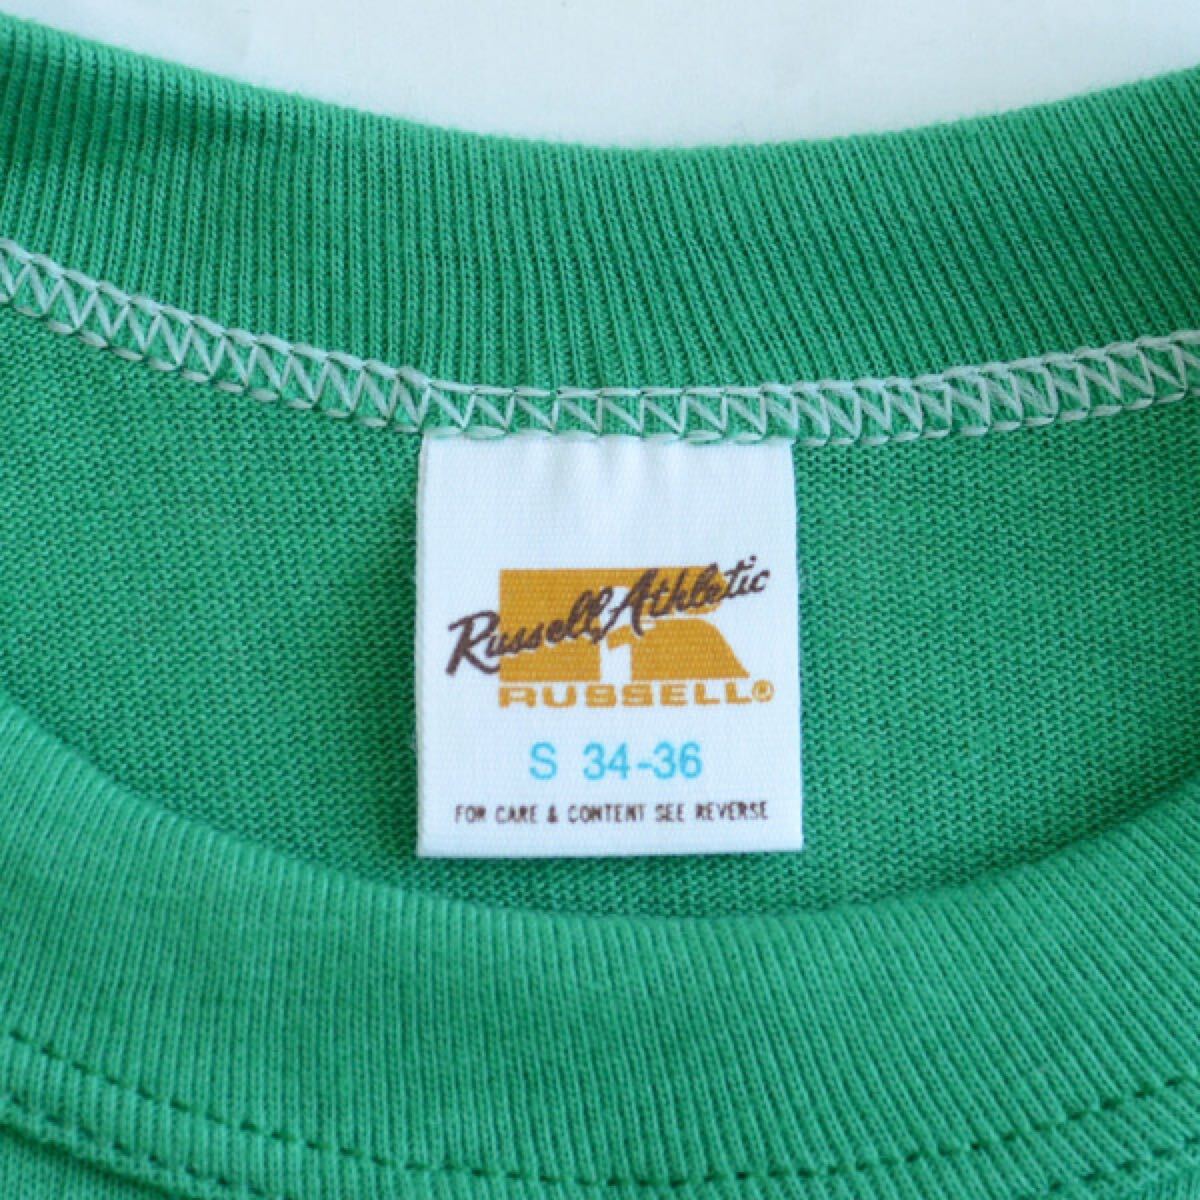 Russell Athletic
RUSSELL®
S 34-36
FOR CARE & CONTENT SEE REVERSE